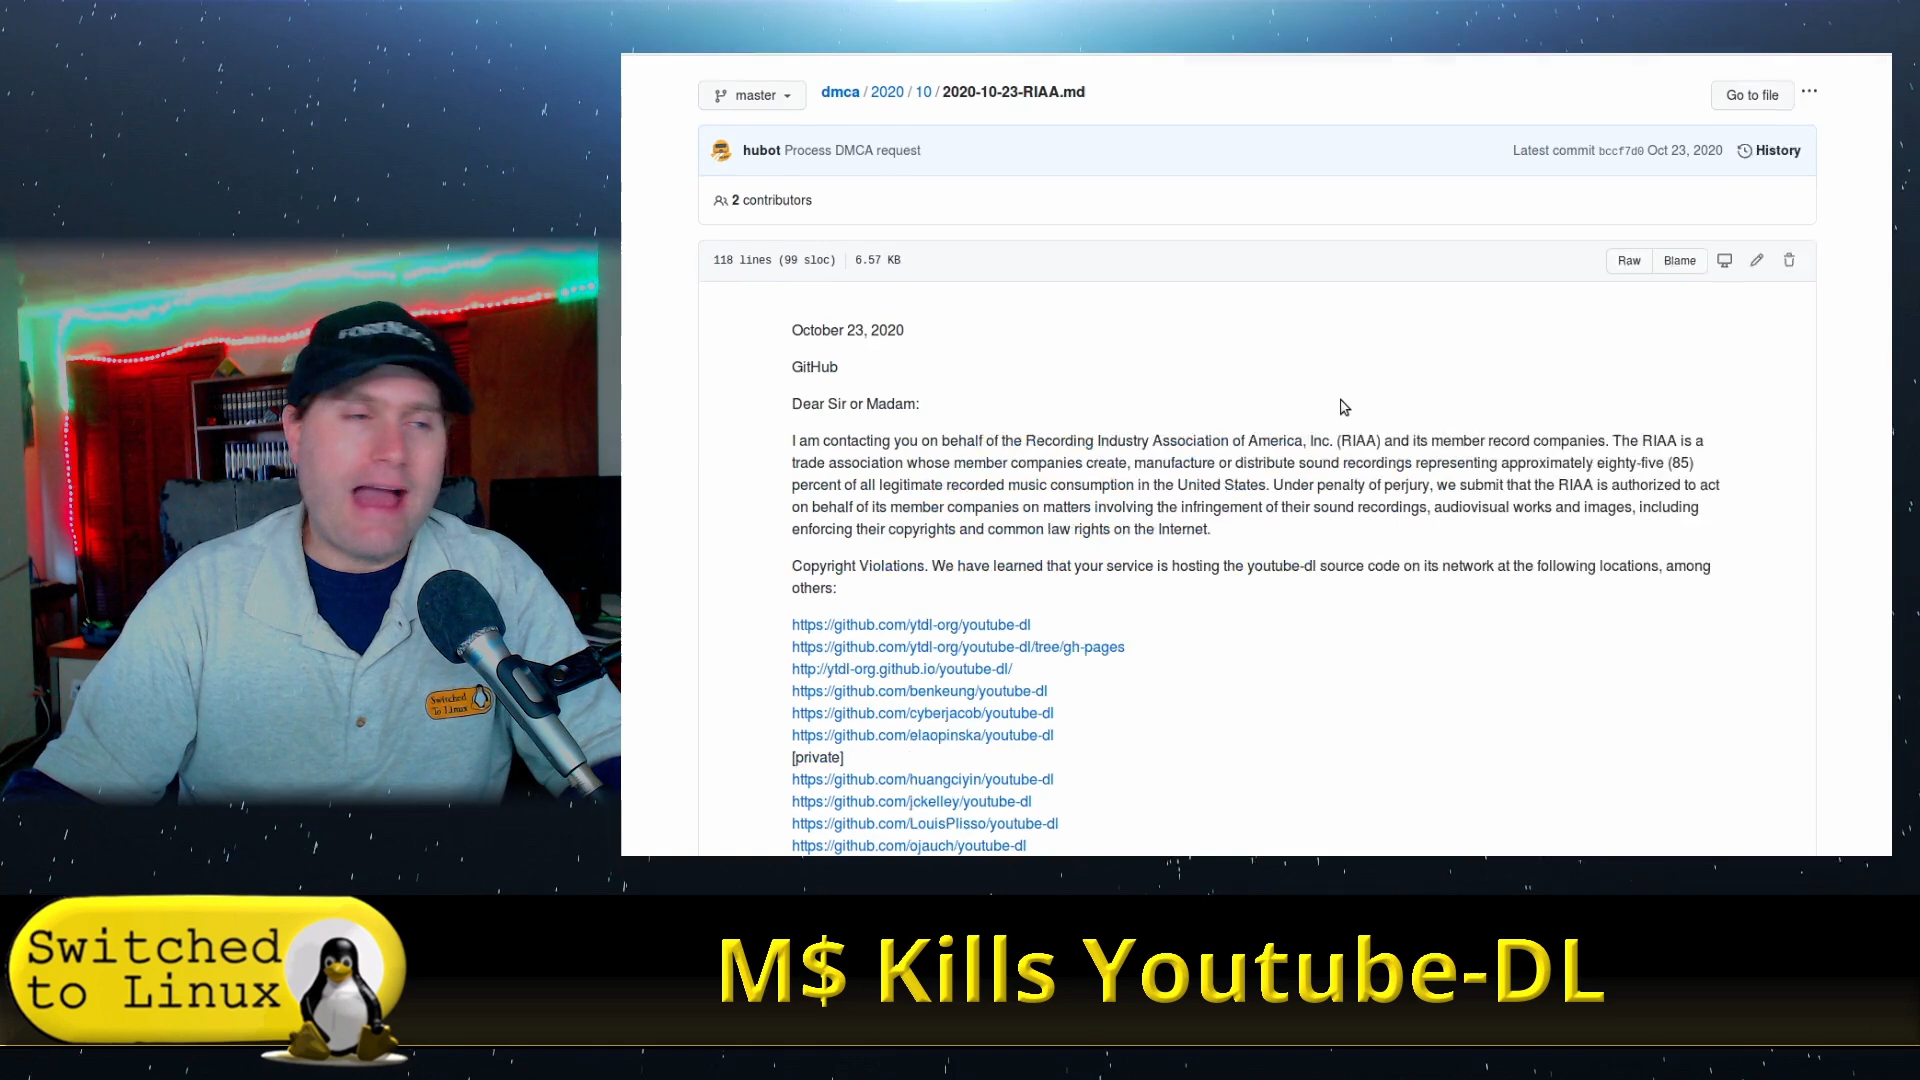 master
dmca / 2020 / 10 / 2020-10-23-RIAA.md
Go to file
hubot Process DMCA request
Latest commit bccf7d0 Oct 23, 2020
History
2 contributors
118 lines (99 sloc)
6.57 KB
Raw
Blame
October 23, 2020
GitHub
Dear Sir or Madam:
I am contacting you on behalf of the Recording Industry Association of America, Inc. (RIAA) and its member record companies. The RIAA is a
trade association whose member companies create, manufacture or distribute sound recordings representing approximately eighty-five (85)
percent of all legitimate recorded music consumption in the United States. Under penalty of perjury, we submit that the RIAA is authorized to act
on behalf of its member companies on matters involving the infringement of their sound recordings, audiovisual works and images, including
enforcing their copyrights and common law rights on the Internet.
Copyright Violations. We have learned that your service is hosting the youtube-dl source code on its network at the following locations, among
others:
https://github.com/ytdl-org/youtube-dl
https://github.com/ytdl-org/youtube-dl/tree/gh-pages
http://ytdl-org.github.io/youtube-dl/
https://github.com/benkeung/youtube-dl
https://github.com/cyberjacob/youtube-dl
https://github.com/elaopinska/youtube-dl
[private]
https://github.com/huangciyin/youtube-dl
https://github.com/jckelley/youtube-dl
https://github.com/LouisPlisso/youtube-dl
https://github.com/ojauch/youtube-dl
Switched
To Linux
Switched
to Linux
M$ Kills Youtube-DL